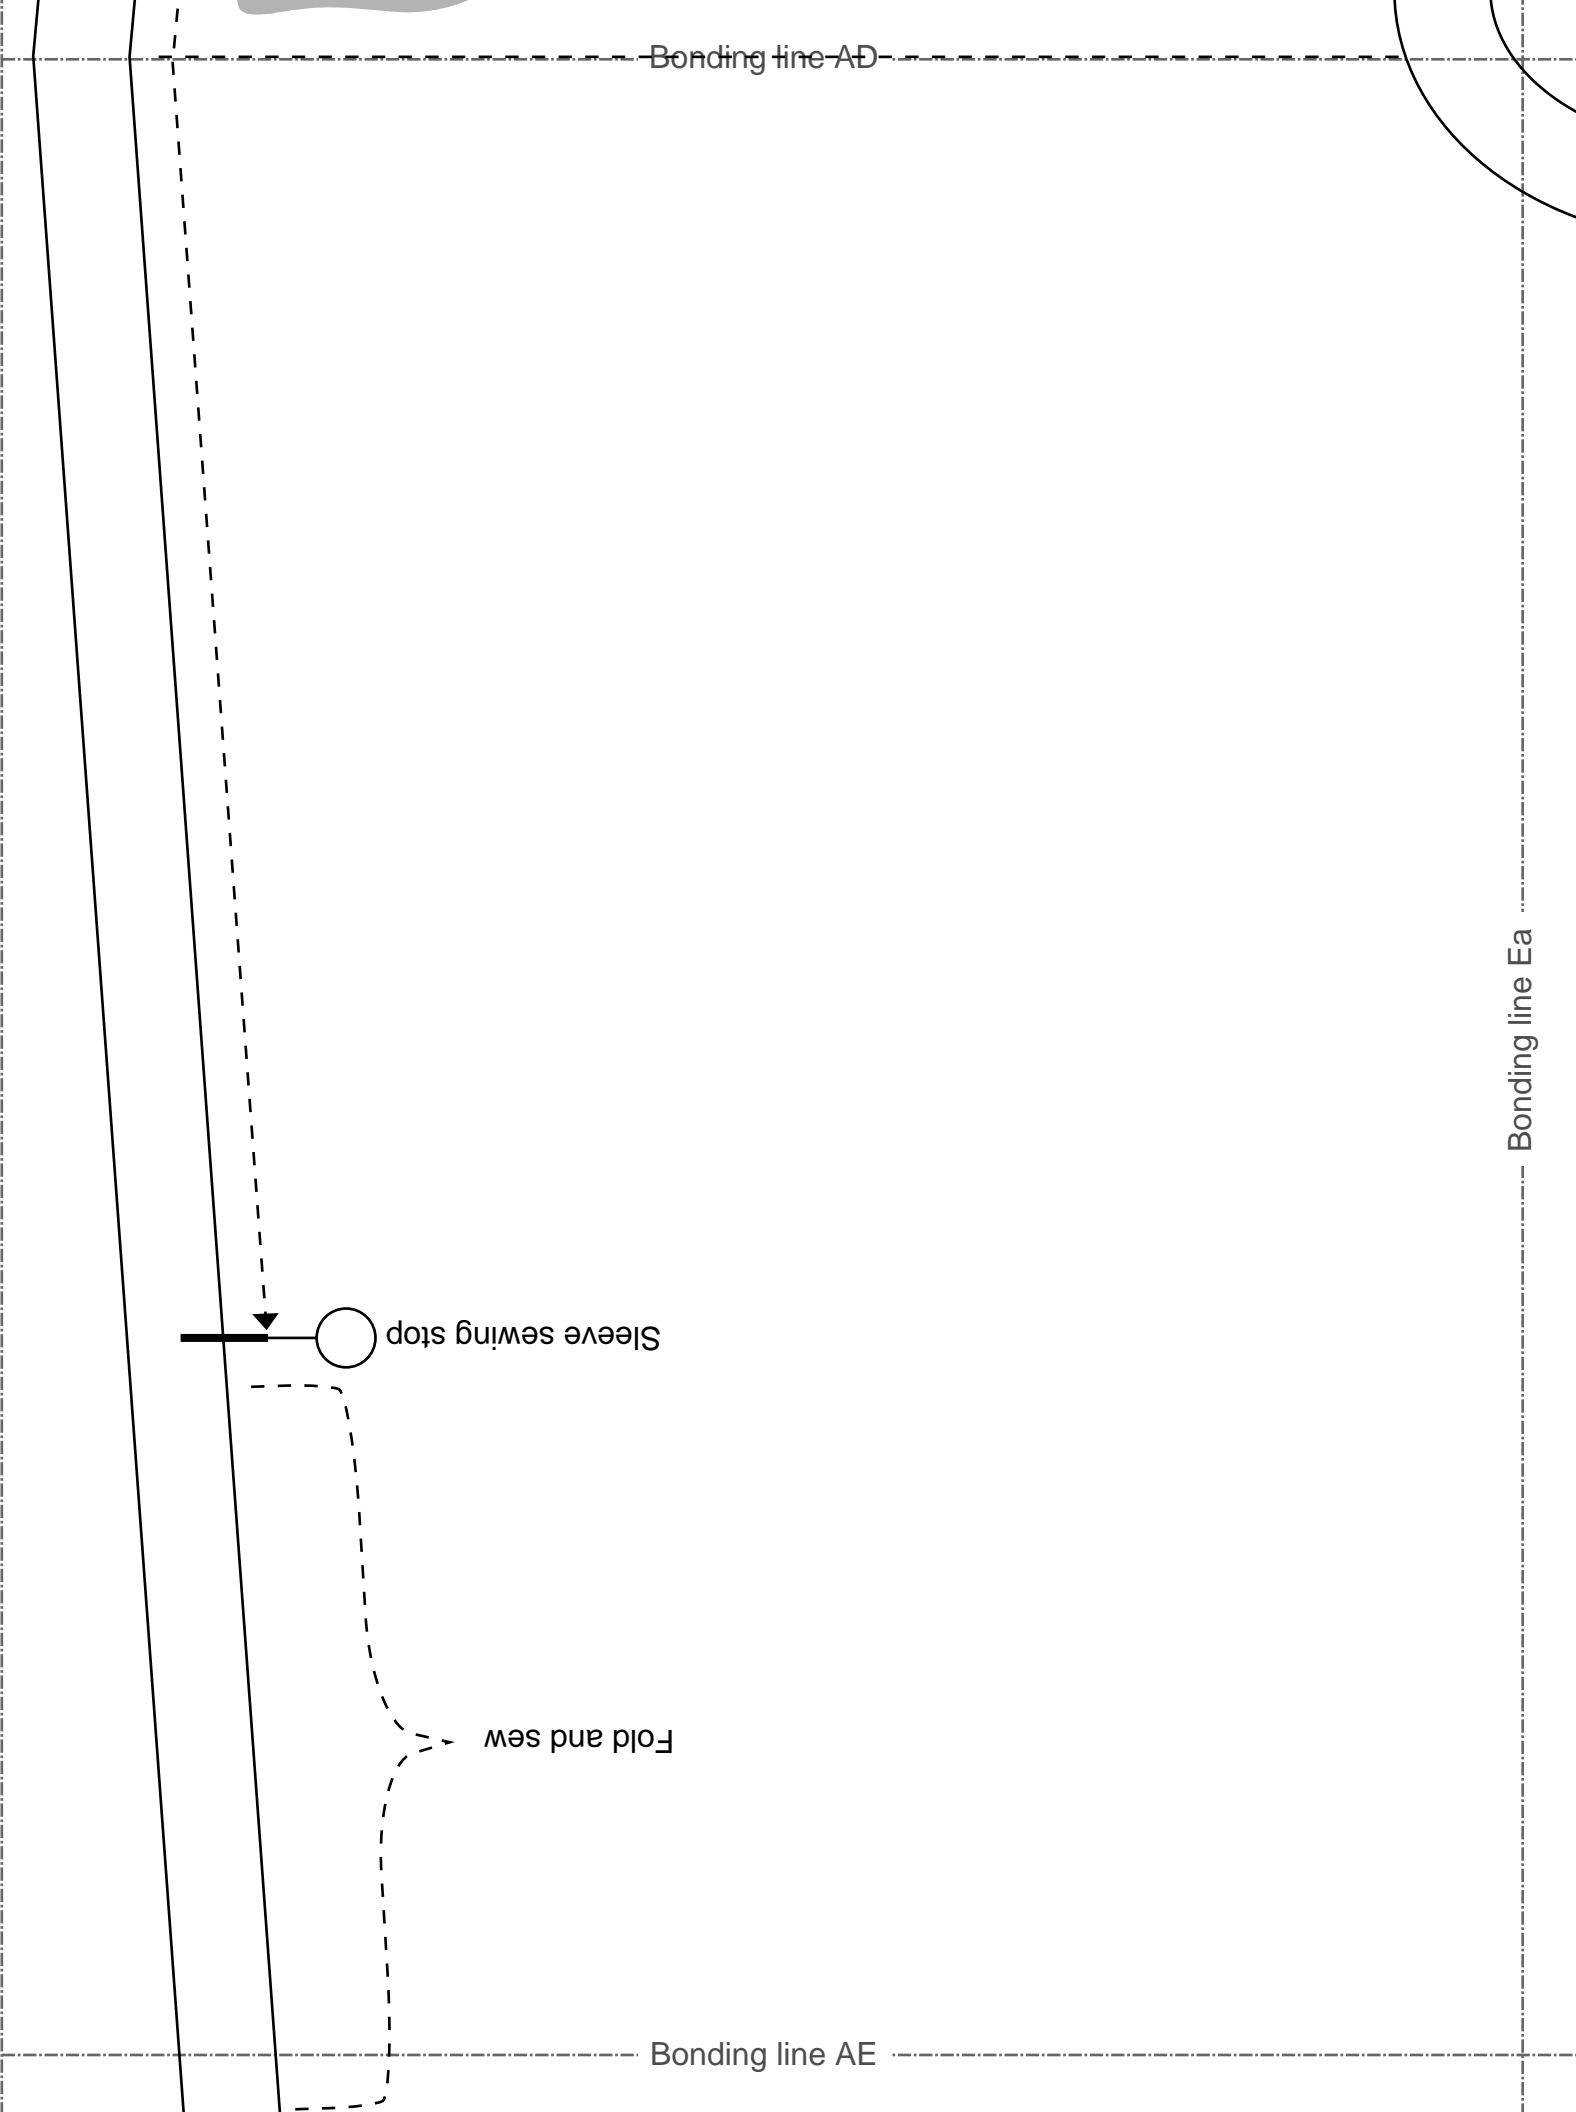 Bonding line AD
Bonding line Ea
Sleeve sewing stop
Fold and sew
Bonding line AE